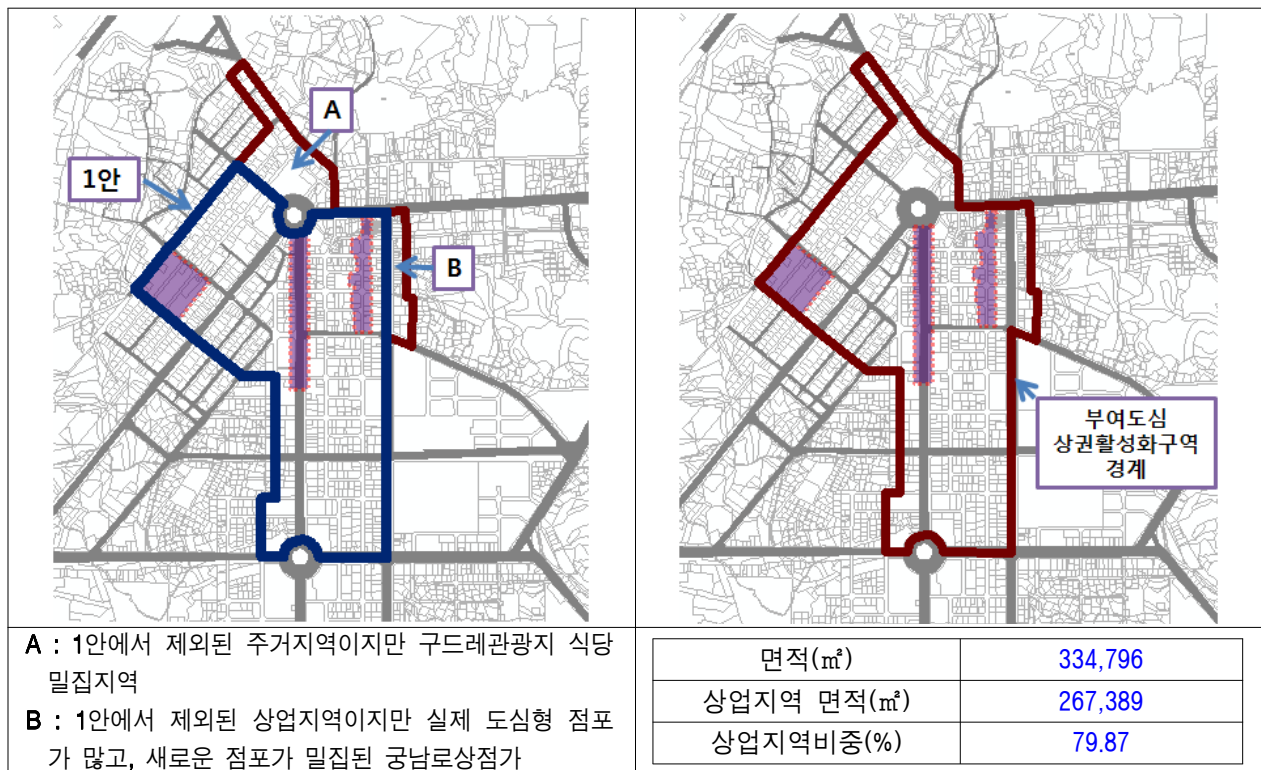 A
1안
B
부여도심
상권활성화구역
경계
A : 1안에서 제외된 주거지역이지만 구드레관광지 식당
밀집지역
B : 1안에서 제외된 상업지역이지만 실제 도심형 점포
가 많고, 새로운 점포가 밀집된 궁남로상점가
면적(㎡) 334,796
상업지역 면적(㎡) 267,389
상업지역비중(%) 79.87